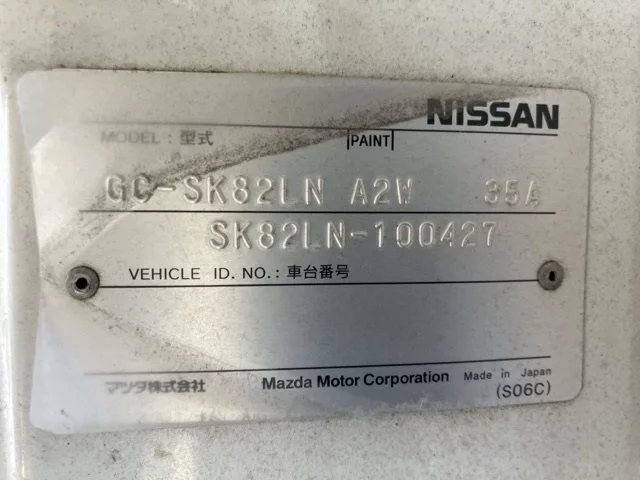 NISSAN
MODEL: 型式 PAINT
GC-SK82LN A2W 35A
SK82LN-100427
VEHICLE ID. NO.: 車台番号
マツダ株式会社 Mazda Motor Corporation Made in Japan
(S06C)